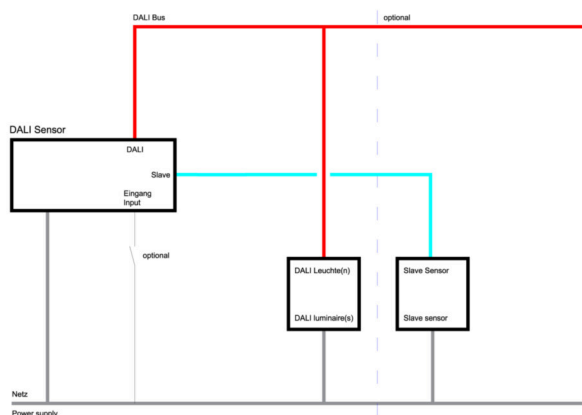 DALI Bus
optional
DALI Sensor
DALI
Slave
Eingang
Input
optional
DALI Leuchte(n)
Slave Sensor
DALI luminaire(s)
Slave sensor
Netz
Power supply